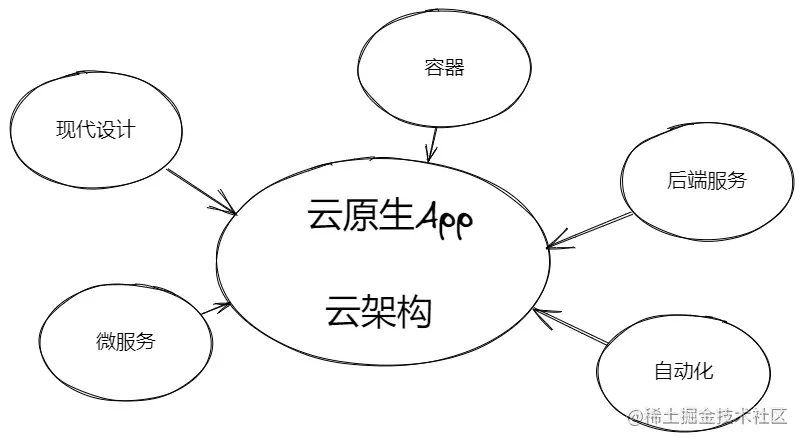 容器
现代设计
后端服务
云原生App
云架构
微服务
自动化
@稀土掘金技术社区